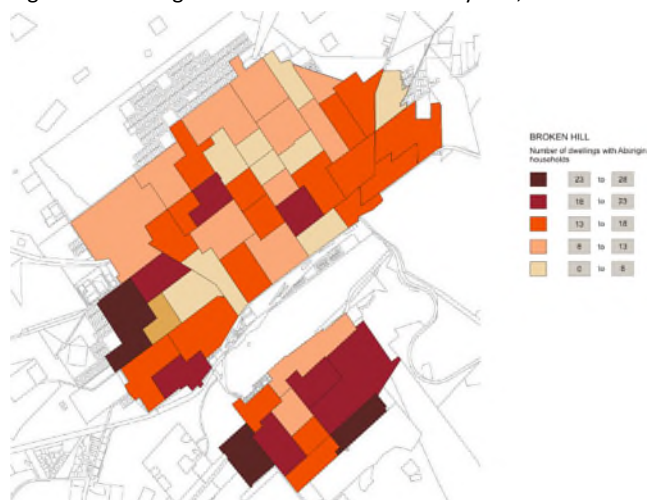 BROKEN HILL
Number of dwellings with Aborigin
households
23 to 28
18 to 23
13 to 18
8 to 13
0 to 8